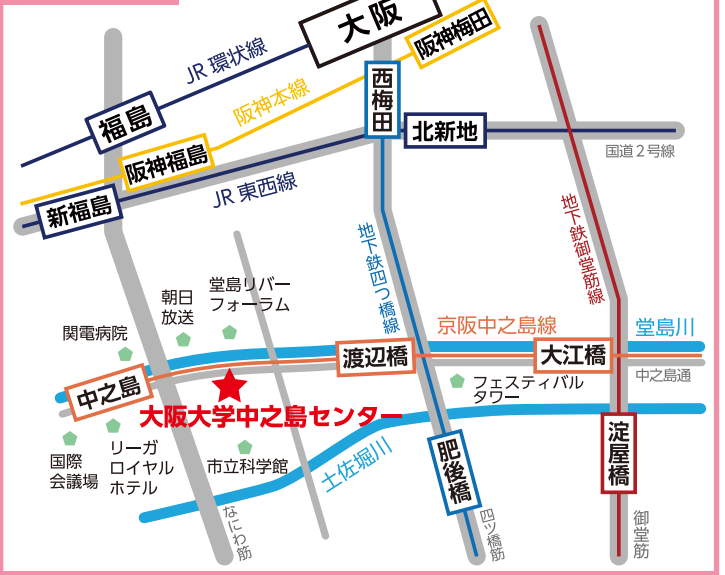 大阪
阪神梅田
JR 環状線
西梅田
福島
阪神本線
北新地
国道２号線
阪神福島
JR 東西線
新福島
地下鉄御堂筋線
地下鉄四つ橋線
堂島リバー
フォーラム
朝日
放送
関電病院
京阪中之島線
堂島川
渡辺橋
大江橋
中之島通
中之島
フェスティバル
タワー
大阪大学中之島センター
リーガ
ロイヤル
ホテル
国際
会議場
市立科学館
土佐堀川
肥後橋
淀屋橋
なにわ筋
四ツ橋筋
御堂筋